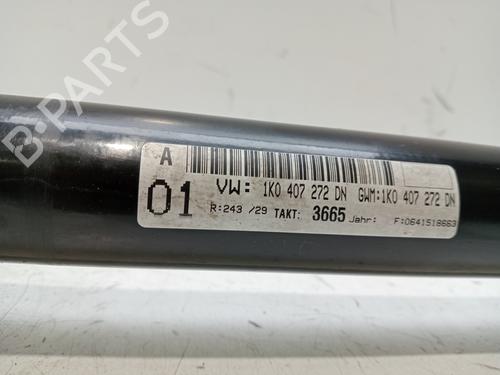 B-PARTS
A
01
VW: 1K0 407 272 DN GWM:1K0 407 272 DN
R:243 /29 TAKT: 3665 Jahr: F:0641518663